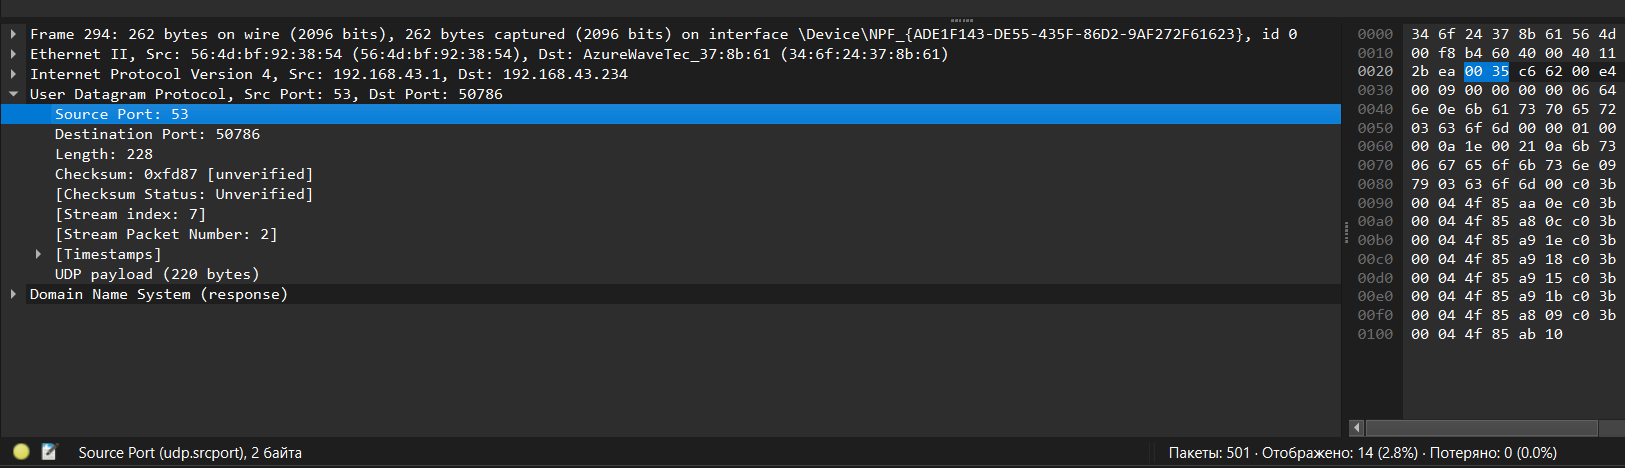 Frame 294: 262 bytes on wire (2096 bits), 262 bytes captured (2096 bits) on interface \Device\NPF_{ADE1F143-DE55-435F-86D2-9AF272F61623}, id 0
Ethernet II, Src: 56:4d:bf:92:38:54 (56:4d:bf:92:38:54), Dst: AzureWaveTec_37:8b:61 (34:6f:24:37:8b:61)
Internet Protocol Version 4, Src: 192.168.43.1, Dst: 192.168.43.234
User Datagram Protocol, Src Port: 53, Dst Port: 50786
Source Port: 53
Destination Port: 50786
Length: 228
Checksum: 0xfd87 [unverified]
[Checksum Status: Unverified]
[Stream index: 7]
[Stream Packet Number: 2]
[Timestamps]
UDP payload (220 bytes)
Domain Name System (response)
0000 34 6f 24 37 8b 61 56 4d
0010 00 f8 b4 60 40 00 40 11
0020 2b ea 00 35 c6 62 00 e4
0030 00 09 00 00 00 00 06 64
0040 6e 0e 6b 61 73 70 65 72
0050 03 63 6f 6d 00 00 01 00
0060 00 0a 1e 00 21 0a 6b 73
0070 06 67 65 6f 6b 73 6e 09
0080 79 03 63 6f 6d 00 c0 3b
0090 00 04 4f 85 aa 0e c0 3b
00a0 00 04 4f 85 a8 0c c0 3b
00b0 00 04 4f 85 a9 1e c0 3b
00c0 00 04 4f 85 a9 18 c0 3b
00d0 00 04 4f 85 a9 15 c0 3b
00e0 00 04 4f 85 a9 1b c0 3b
00f0 00 04 4f 85 a8 09 c0 3b
0100 00 04 4f 85 ab 10
Source Port (udp.srcport), 2 байта
Пакеты: 501 · Отображено: 14 (2.8%) · Потеряно: 0 (0.0%)